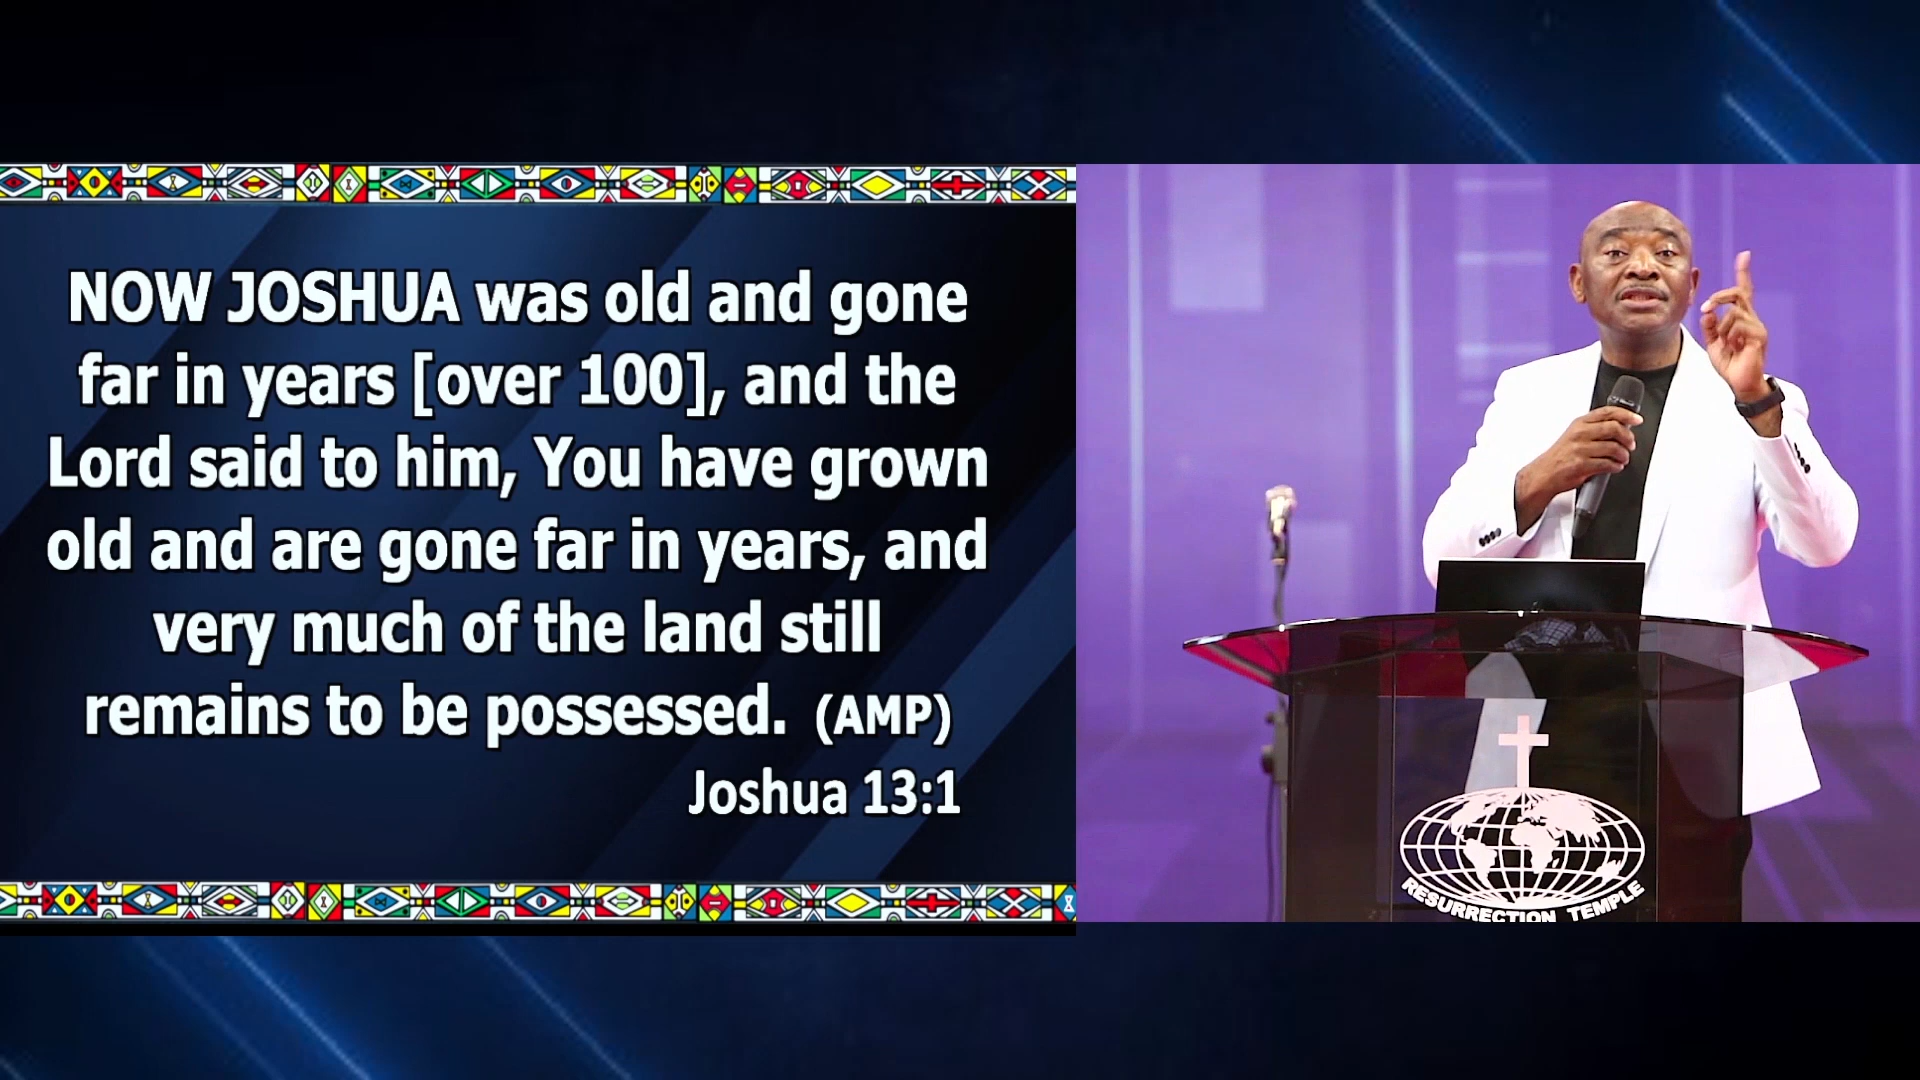 NOW JOSHUA was old and gone
far in years [over 100], and the
Lord said to him, You have grown
old and are gone far in years, and
very much of the land still
remains to be possessed. (AMP)
Joshua 13:1
RESURRECTION TEMPLE